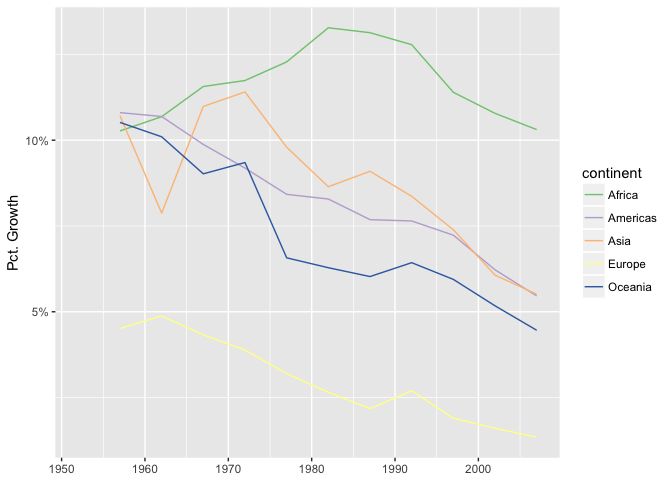 10%
5%
Pct. Growth
1950 1960 1970 1980 1990 2000
continent
Africa
Americas
Asia
Europe
Oceania